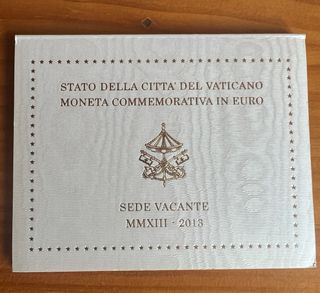 STATO DELLA CITTA' DEL VATICANO
MONETA COMMEMORATIVA IN EURO
SEDE VACANTE
MMXIII - 2013